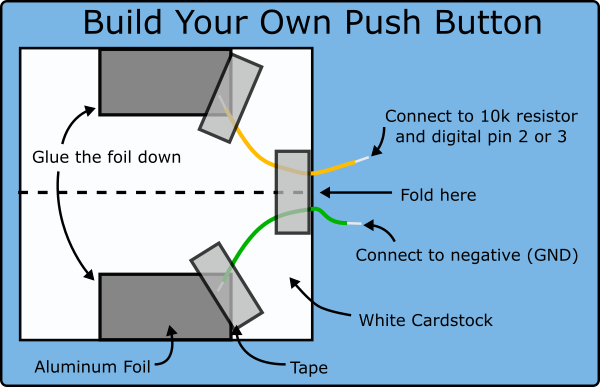 Build Your Own Push Button
Connect to 10k resistor
and digital pin 2 or 3
Glue the foil down
Fold here
Connect to negative (GND)
White Cardstock
Aluminum Foil
Tape